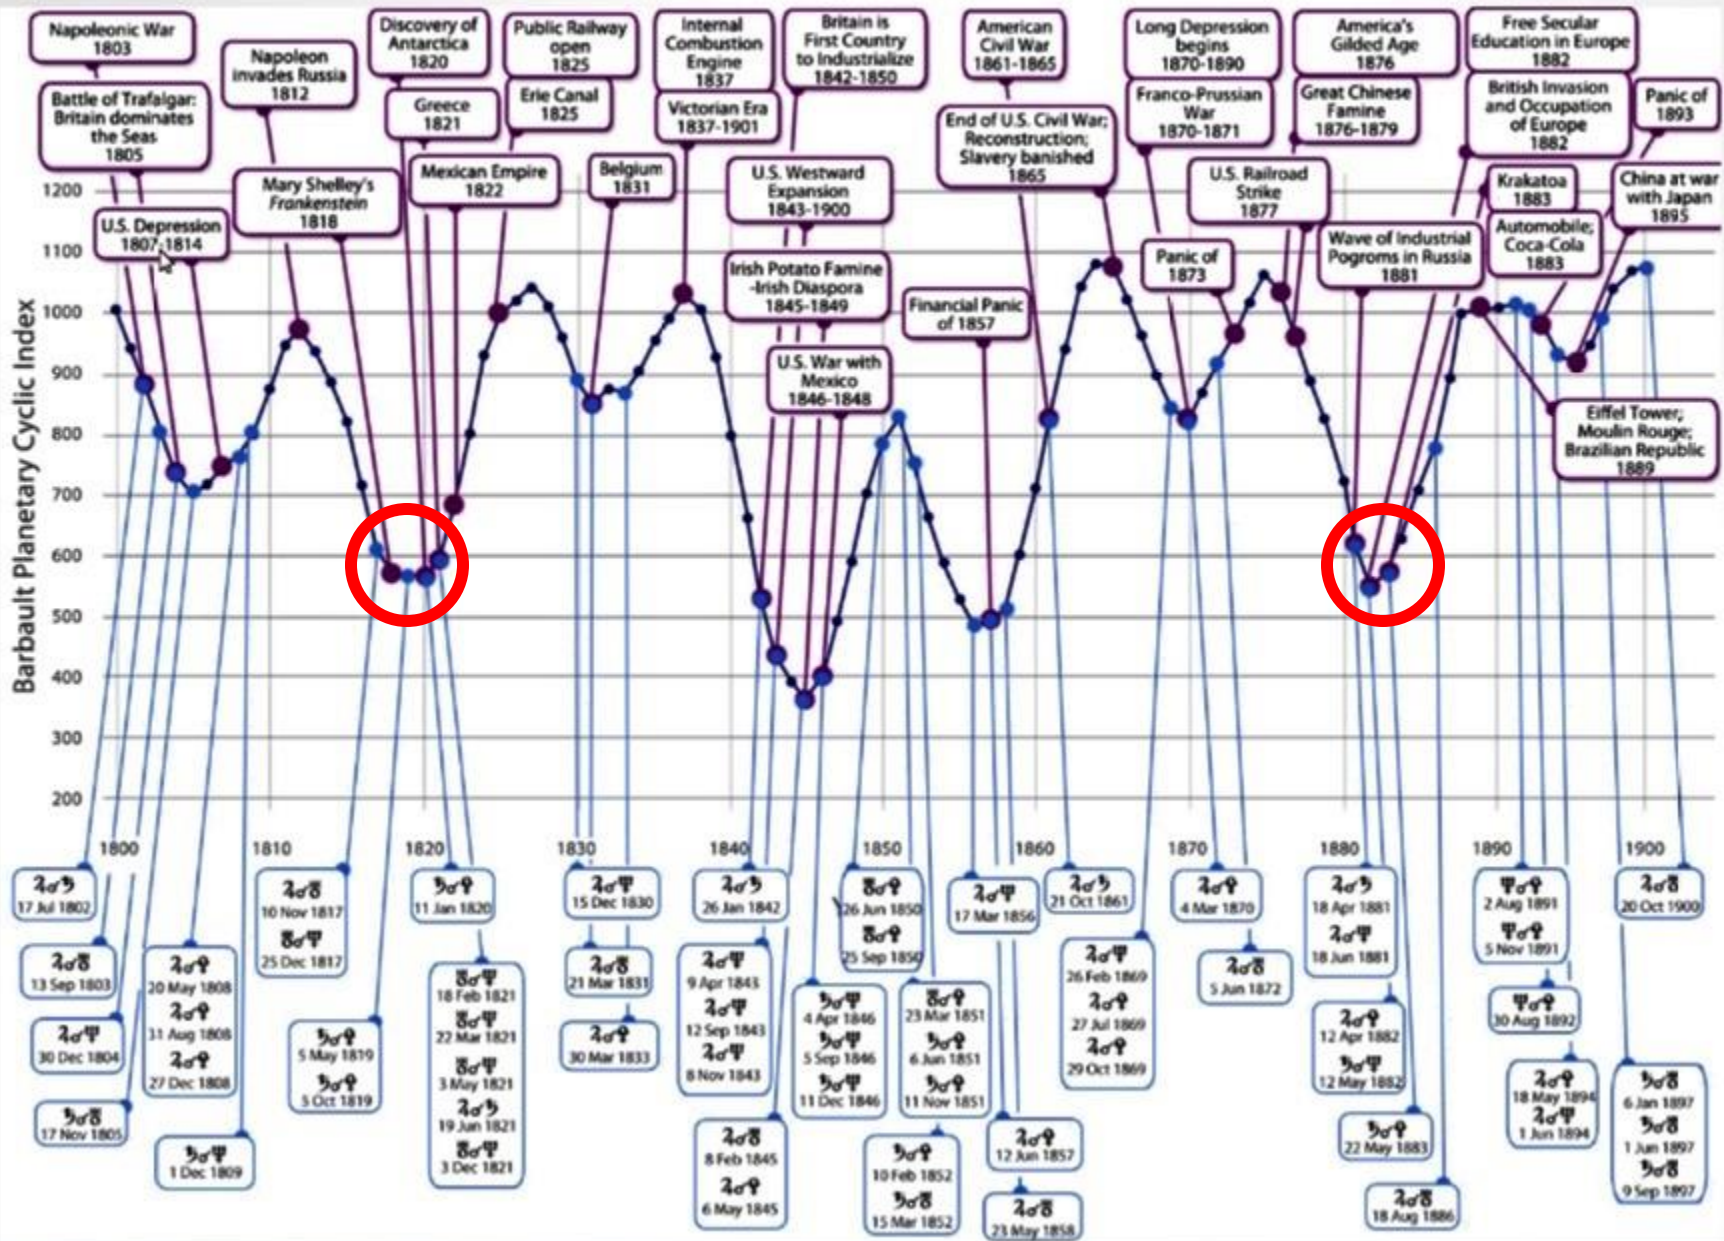 Napoleonic War
1803
Battle of Trafalgar:
Britain dominates
the Seas
1805
U.S. Depression
1807-1814
Napoleon
invades Russia
1812
Mary Shelley's
Frankenstein
1818
Discovery of
Antarctica
1820
Greece
1821
Mexican Empire
1822
Public Railway
open
1825
Erie Canal
1825
Belgium
1831
Internal
Combustion
Engine
1837
Victorian Era
1837-1901
Britain is
First Country
to Industrialize
1842-1850
U.S. Westward
Expansion
1843-1900
Irish Potato Famine
-Irish Diaspora
1845-1849
U.S. War with
Mexico
1846-1848
Financial Panic
of 1857
American
Civil War
1861-1865
End of U.S. Civil War;
Reconstruction;
Slavery banished
1865
Long Depression
begins
1870-1890
Franco-Prussian
War
1870-1871
Panic of
1873
America's
Gilded Age
1876
Great Chinese
Famine
1876-1879
U.S. Railroad
Strike
1877
Wave of Industrial
Pogroms in Russia
1881
Free Secular
Education in Europe
1882
British Invasion
and Occupation
of Europe
1882
Krakatoa
1883
Automobile;
Coca-Cola
1883
Panic of
1893
China at war
with Japan
1895
Eiffel Tower;
Moulin Rouge;
Brazilian Republic
1889
Barbault Planetary Cyclic Index
1200
1100
1000
900
800
700
600
500
400
300
200
1800 1810 1820 1830 1840 1850 1860 1870 1880 1890 1900
♃☌♄
17 Jul 1802
♃☌
13 Sep 1803
♃☌♆
30 Dec 1804
♄☌
17 Nov 1805
♃☌
20 May 1808
♃☌
31 Aug 1808
♃☌
27 Dec 1808
♄☌♆
1 Dec 1809
♃☌
10 Nov 1817
☌♆
25 Dec 1817
♄☌
5 May 1819
♄☌
5 Oct 1819
♄☌
11 Jan 1820
☌♆
18 Feb 1821
☌♆
22 Mar 1821
☌♆
3 May 1821
♃☌♄
19 Jun 1821
☌♆
3 Dec 1821
♃☌♆
15 Dec 1830
♃☌
21 Mar 1831
♃☌
30 Mar 1833
♃☌♄
26 Jan 1842
♃☌♆
9 Apr 1843
♃☌♆
12 Sep 1843
♃☌♆
8 Nov 1843
♃☌
8 Feb 1845
♃☌
6 May 1845
♄☌♆
4 Apr 1846
♄☌♆
5 Sep 1846
♄☌♆
11 Dec 1846
☌
26 Jun 1850
☌
25 Sep 1850
☌
23 Mar 1851
♄☌
6 Jun 1851
♄☌
11 Nov 1851
♄☌
10 Feb 1852
♄☌
15 Mar 1852
♃☌♆
17 Mar 1856
♃☌
12 Jun 1857
♃☌
23 May 1858
♃☌♄
21 Oct 1861
♃☌♆
26 Feb 1869
♃☌
27 Jul 1869
♃☌
29 Oct 1869
♃☌
4 Mar 1870
♃☌
5 Jun 1872
♃☌♄
18 Apr 1881
♃☌♆
18 Jun 1881
♃☌
12 Apr 1882
♄☌♆
12 May 1882
♄☌
22 May 1883
♃☌
18 Aug 1886
♆☌
2 Aug 1891
♆☌
5 Nov 1891
♆☌
30 Aug 1892
♃☌
18 May 1894
♃☌♆
1 Jun 1894
♄☌
6 Jan 1897
♄☌
1 Jun 1897
♄☌
9 Sep 1897
♃☌
20 Oct 1900